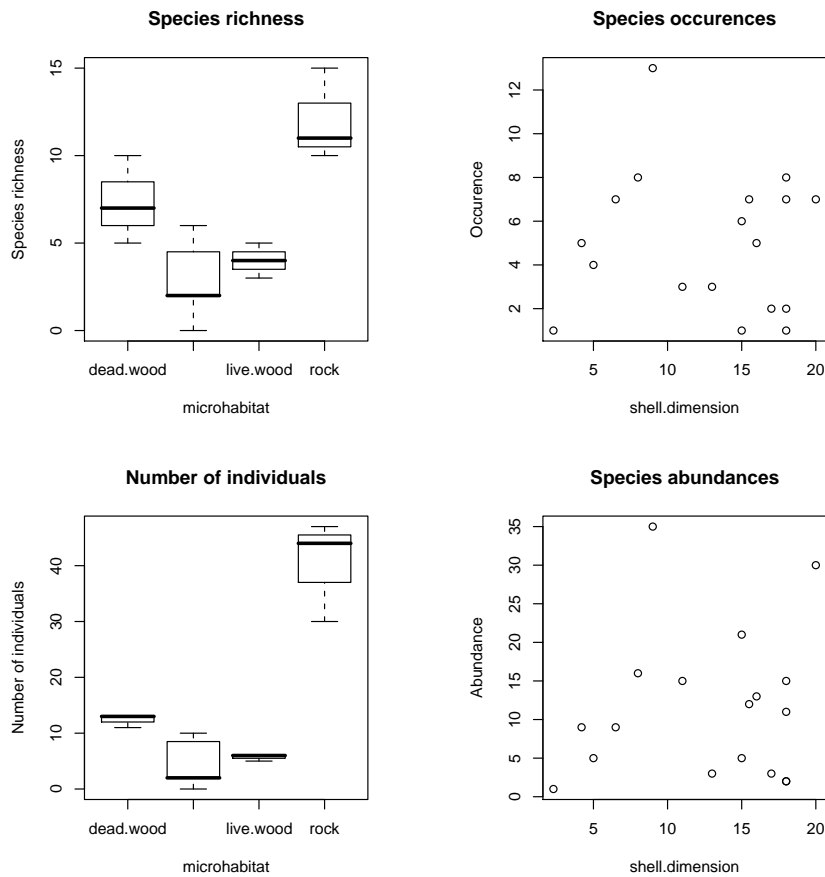 Species richness
Species richness
15
10
5
0
dead.wood live.wood rock
microhabitat
Species occurences
Occurence
12
10
8
6
4
2
5 10 15 20
shell.dimension
Number of individuals
Number of individuals
40
30
20
10
0
dead.wood live.wood rock
microhabitat
Species abundances
Abundance
35
30
25
20
15
10
5
0
5 10 15 20
shell.dimension